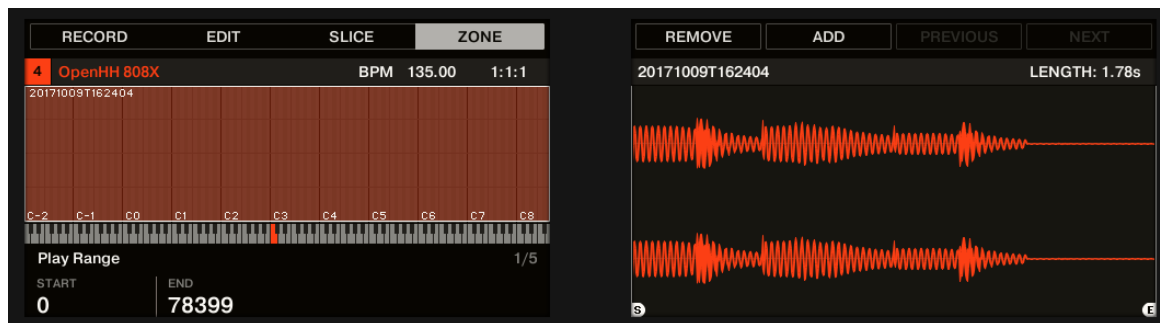 RECORD EDIT SLICE ZONE
4 OpenHH 808X BPM 135.00 1:1:1
20171009T162404
C-2 C-1 C0 C1 C2 C3 C4 C5 C6 C7 C8
Play Range 1/5
START END
0 78399
REMOVE ADD PREVIOUS NEXT
20171009T162404 LENGTH: 1.78s
S E